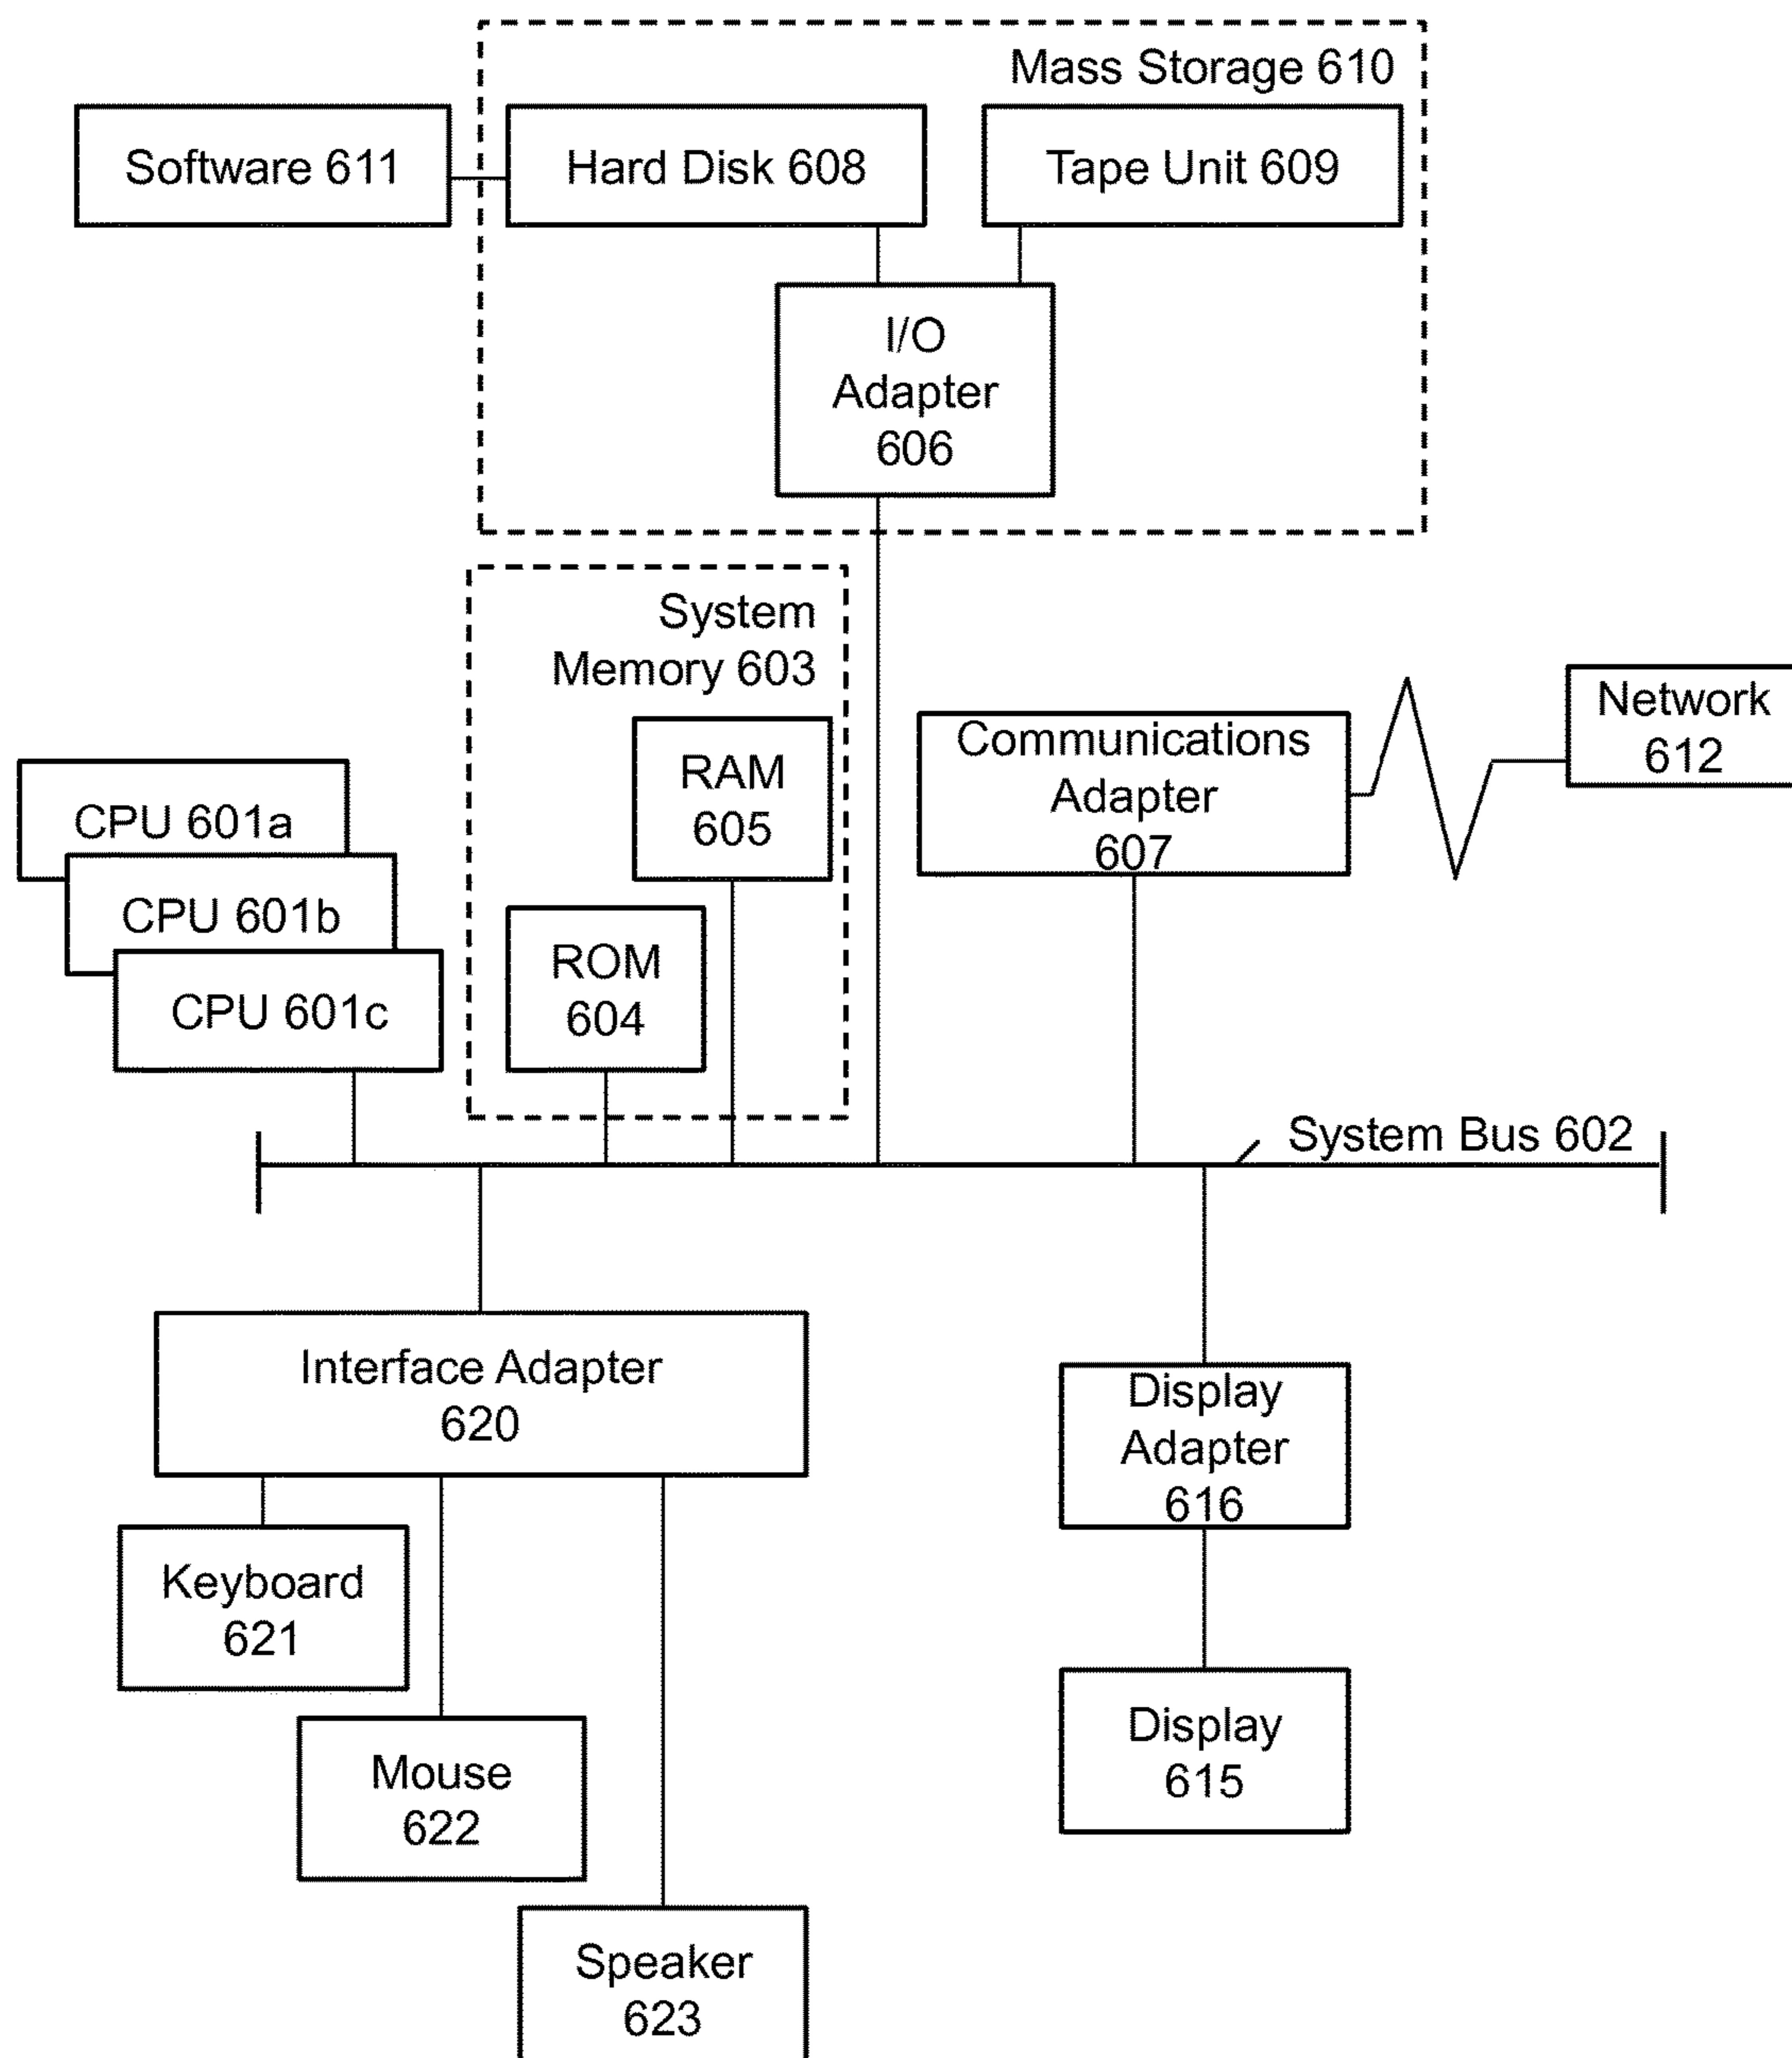 Mass Storage 610
Software 611
Hard Disk 608
Tape Unit 609
I/O
Adapter
606
System
Memory 603
RAM
605
ROM
604
Communications
Adapter
607
Network
612
CPU 601a
CPU 601b
CPU 601c
System Bus 602
Interface Adapter
620
Display
Adapter
616
Keyboard
621
Mouse
622
Speaker
623
Display
615